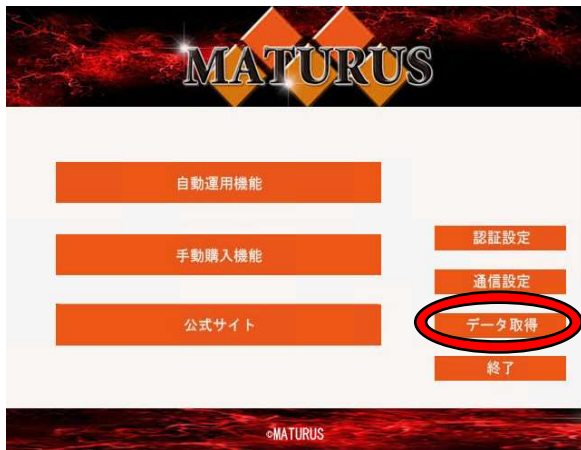 MATURUS
自動運用機能
手動購入機能
公式サイト
認証設定
通信設定
データ取得
終了
©MATURUS